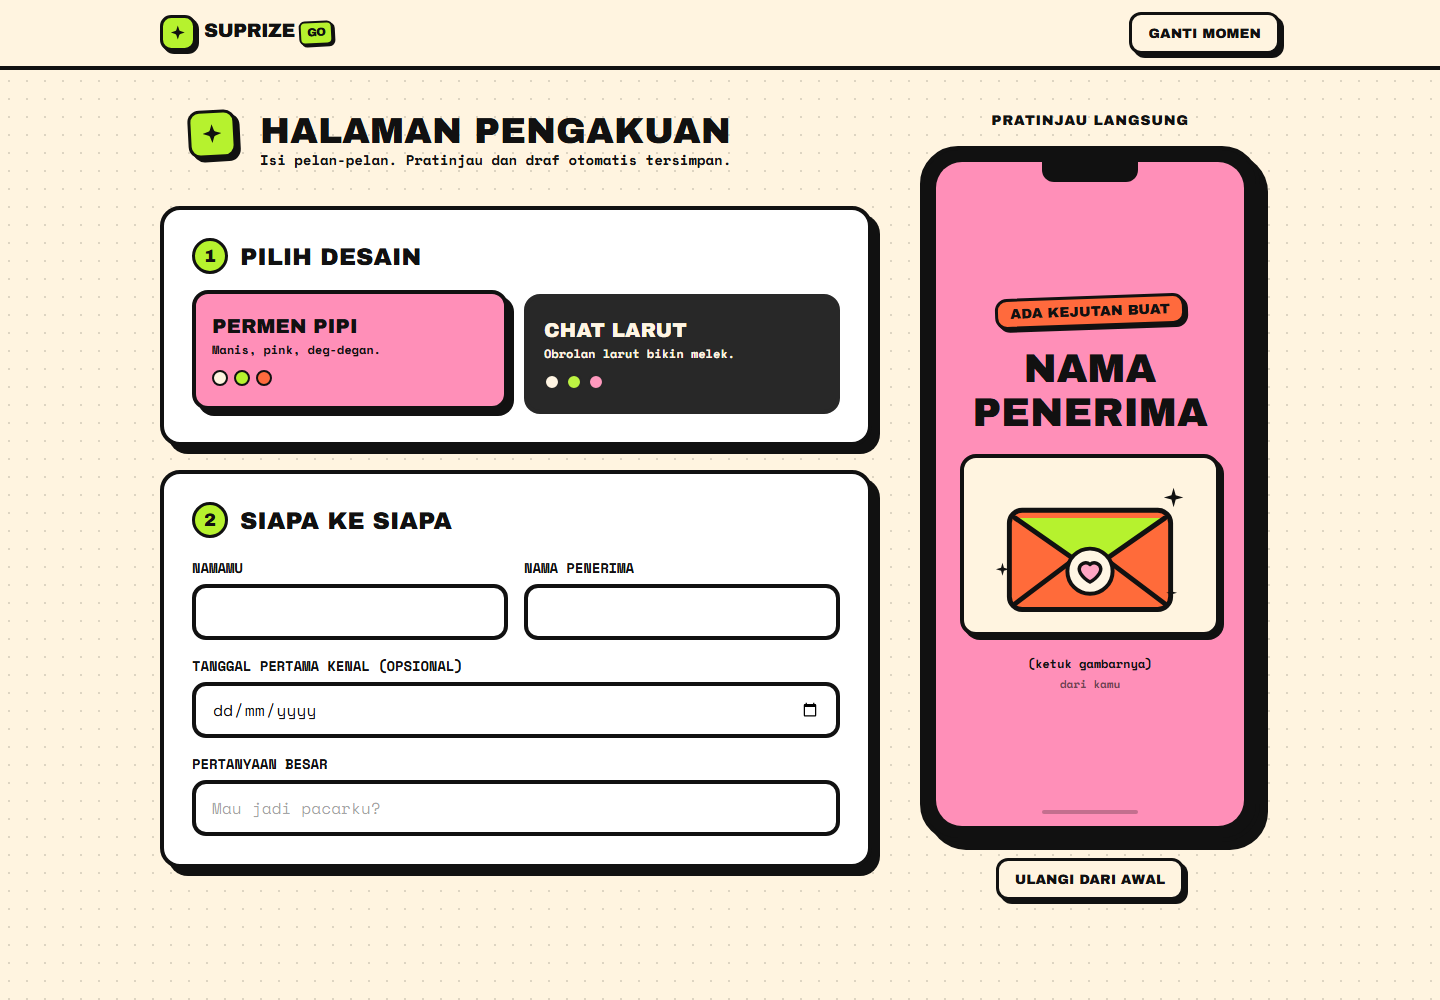 SUPRIZE GO
GANTI MOMEN
HALAMAN PENGAKUAN
Isi pelan-pelan. Pratinjau dan draf otomatis tersimpan.
1 PILIH DESAIN
PERMEN PIPI
Manis, pink, deg-degan.
CHAT LARUT
Obrolan larut bikin melek.
2 SIAPA KE SIAPA
NAMAMU
NAMA PENERIMA
TANGGAL PERTAMA KENAL (OPSIONAL)
dd/mm/yyyy
PERTANYAAN BESAR
Mau jadi pacarku?
PRATINJAU LANGSUNG
ADA KEJUTAN BUAT
NAMA
PENERIMA
(ketuk gambarnya)
dari kamu
ULANGI DARI AWAL